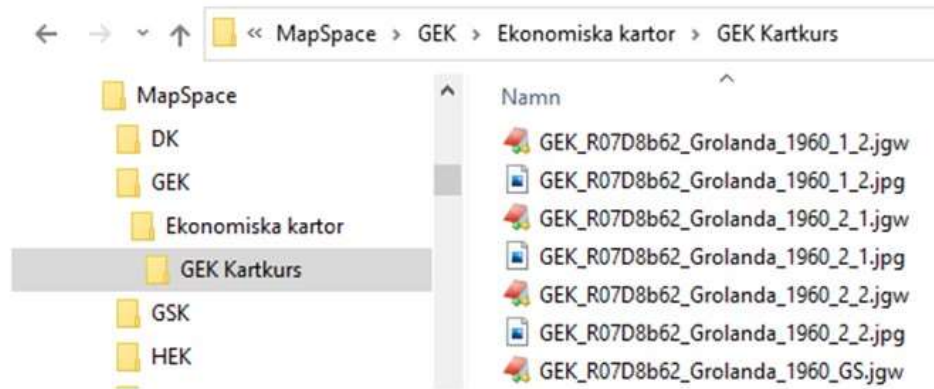 « MapSpace > GEK > Ekonomiska kartor > GEK Kartkurs
MapSpace
DK
GEK
Ekonomiska kartor
GEK Kartkurs
GSK
HEK
Namn
GEK_R07D8b62_Grolanda_1960_1_2.jgw
GEK_R07D8b62_Grolanda_1960_1_2.jpg
GEK_R07D8b62_Grolanda_1960_2_1.jgw
GEK_R07D8b62_Grolanda_1960_2_1.jpg
GEK_R07D8b62_Grolanda_1960_2_2.jgw
GEK_R07D8b62_Grolanda_1960_2_2.jpg
GEK_R07D8b62_Grolanda_1960_GS.jgw